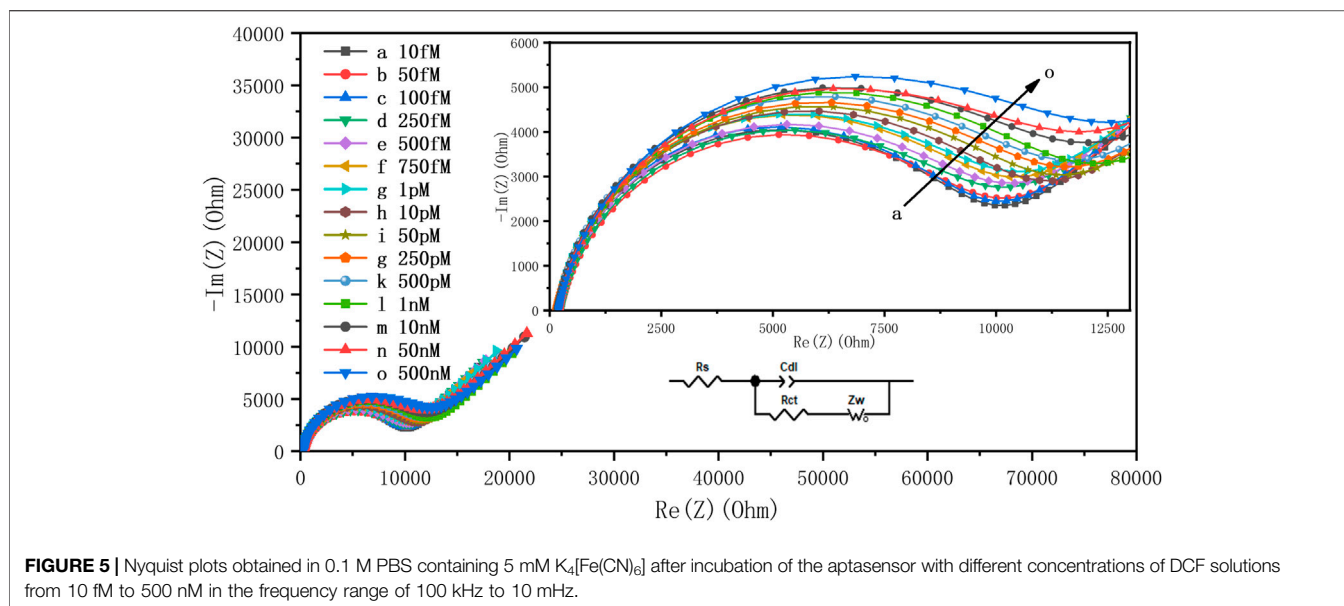 40000
35000
30000
25000
20000
15000
10000
5000
0
-Im(Z)(Ohm)
a 10fM
b 50fM
c 100fM
d 250fM
e 500fM
f 750fM
g 1pM
h 10pM
i 50pM
g 250pM
k 500pM
l 1nM
m 10nM
n 50nM
o 500nM
6000
5000
4000
3000
2000
1000
0
-Im(Z)(Ohm)
o
a
0 2500 5000 7500 10000 12500
Re(Z)(Ohm)
Rs Cdl
Rct Zw
o
0 10000 20000 30000 40000 50000 60000 70000 80000
Re(Z)(Ohm)
FIGURE 5 | Nyquist plots obtained in 0.1 M PBS containing 5 mM K₄[Fe(CN)₆] after incubation of the aptasensor with different concentrations of DCF solutions
from 10 fM to 500 nM in the frequency range of 100 kHz to 10 mHz.